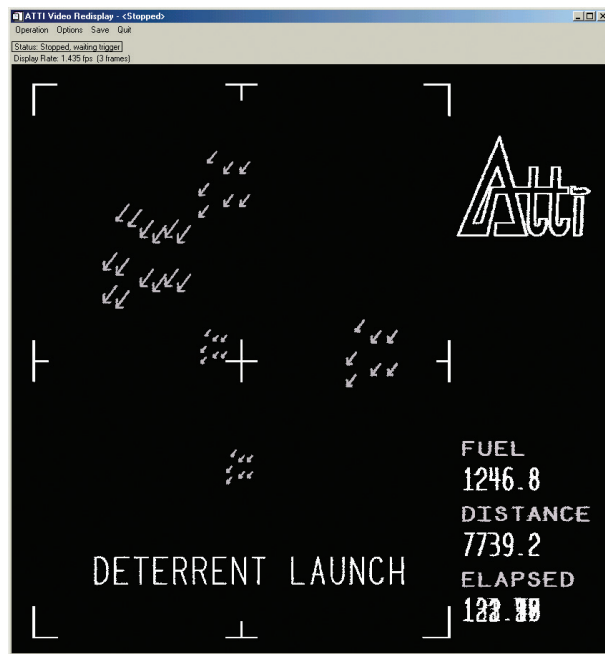 ATTI Video Redisplay - <Stopped>
Operation Options Save Quit
Status: Stopped, waiting trigger
Display Rate: 1.435 fps (3 frames)
Atti
FUEL
1246.8
DISTANCE
7739.2
DETERRENT LAUNCH
ELAPSED